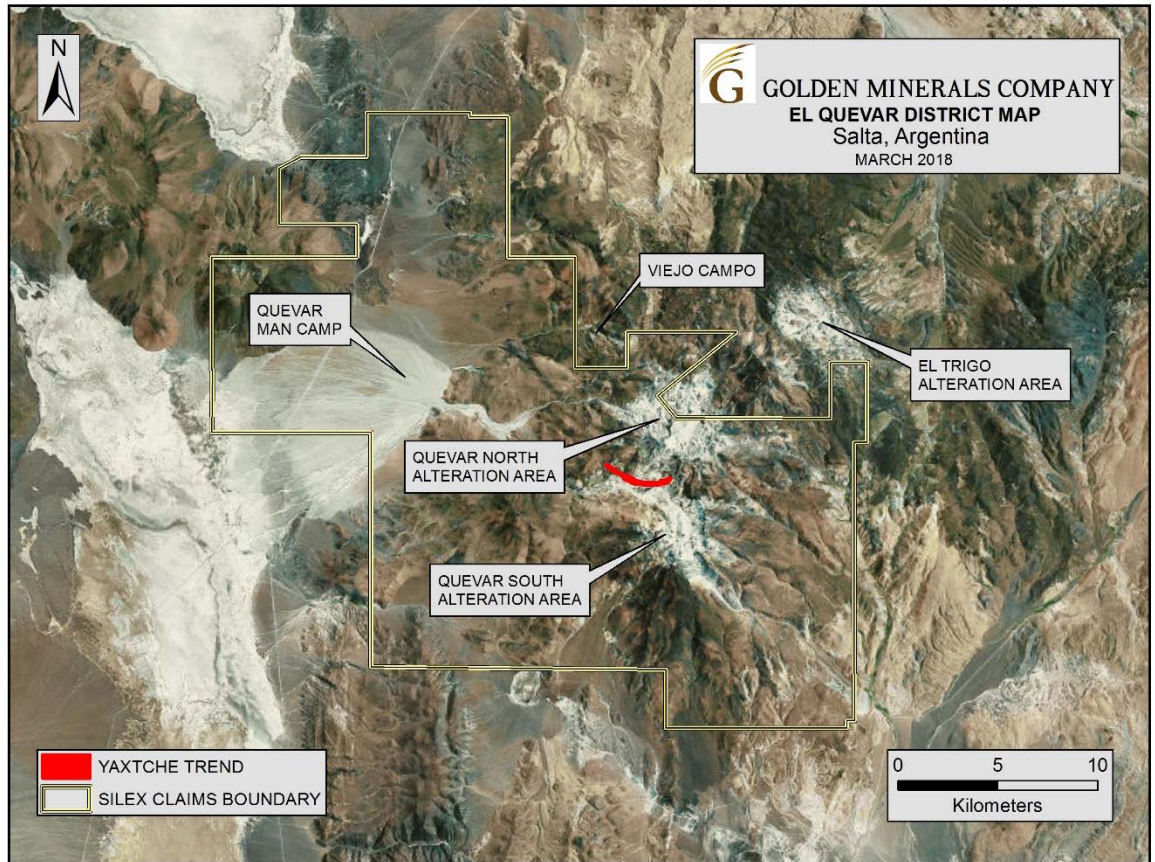 N
G
GOLDEN MINERALS COMPANY
EL QUEVAR DISTRICT MAP
Salta, Argentina
MARCH 2018
VIEJO CAMPO
QUEVAR
MAN CAMP
EL TRIGO
ALTERATION AREA
QUEVAR NORTH
ALTERATION AREA
QUEVAR SOUTH
ALTERATION AREA
YAXTCHE TREND
SILEX CLAIMS BOUNDARY
0 5 10
Kilometers